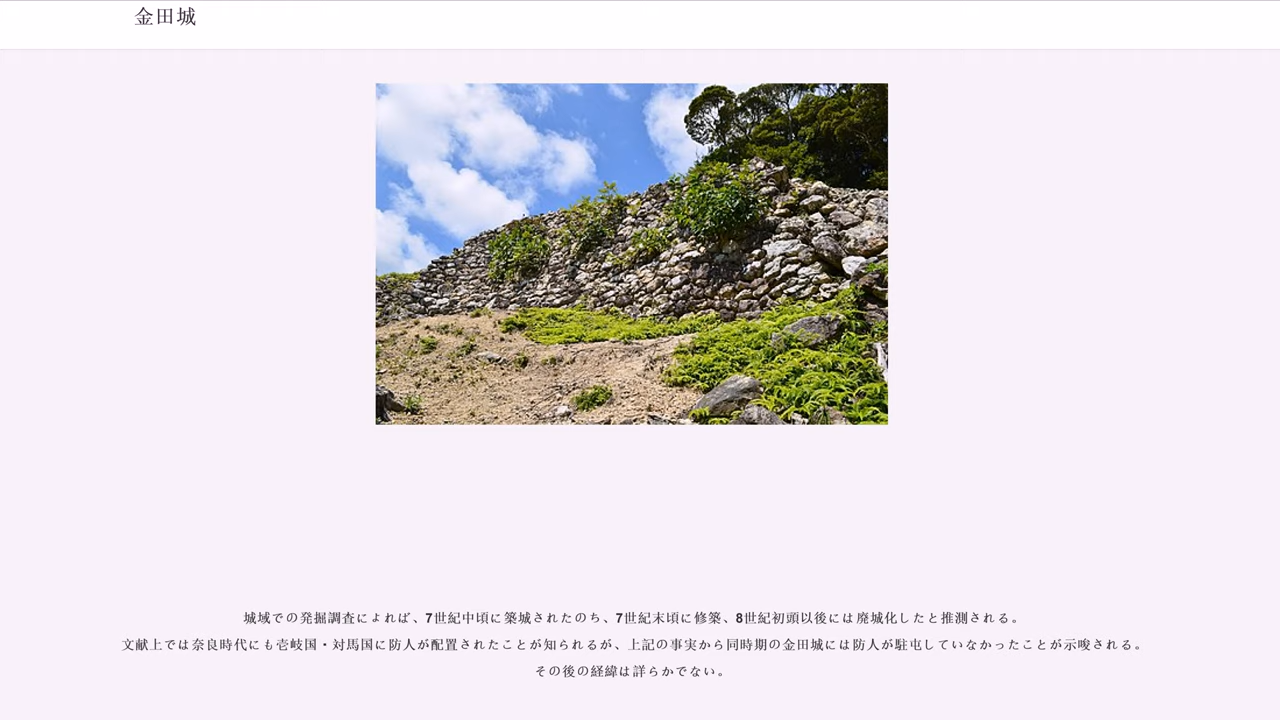 金田城
城域での発掘調査によれば、7世紀中頃に築城されたのち、7世紀末頃に修築、8世紀初頭以後には廃城化したと推測される。
文献上では奈良時代にも壱岐国・対馬国に防人が配置されたことが知られるが、上記の事実から同時期の金田城には防人が駐屯していなかったことが示唆される。
その後の経緯は詳らかでない。